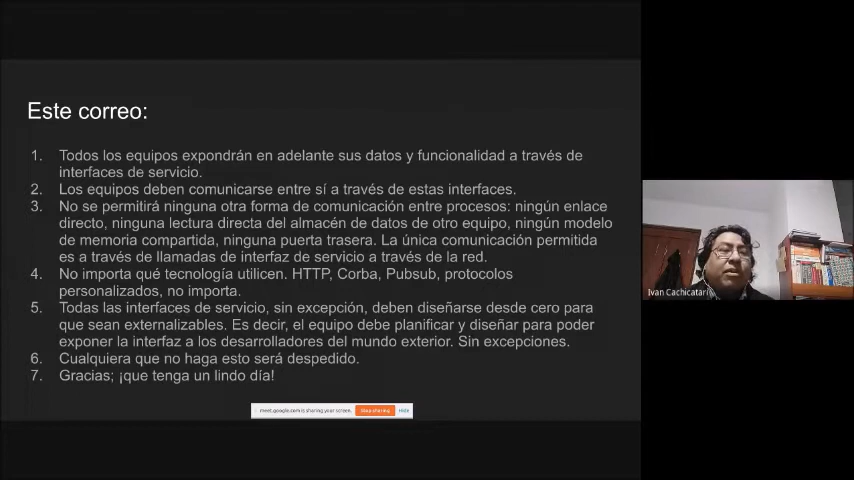 Este correo:
1. Todos los equipos expondrán en adelante sus datos y funcionalidad a través de
interfaces de servicio.
2. Los equipos deben comunicarse entre sí a través de estas interfaces.
3. No se permitirá ninguna otra forma de comunicación entre procesos: ningún enlace
directo, ninguna lectura directa del almacén de datos de otro equipo, ningún modelo
de memoria compartida, ninguna puerta trasera. La única comunicación permitida
es a través de llamadas de interfaz de servicio a través de la red.
4. No importa qué tecnología utilicen. HTTP, Corba, Pubsub, protocolos
personalizados, no importa.
5. Todas las interfaces de servicio, sin excepción, deben diseñarse desde cero para
que sean externalizables. Es decir, el equipo debe planificar y diseñar para poder
exponer la interfaz a los desarrolladores del mundo exterior. Sin excepciones.
6. Cualquiera que no haga esto será despedido.
7. Gracias; ¡que tenga un lindo día!
meet.google.com is sharing your screen. Stop sharing Hide
Ivan Cachicatari